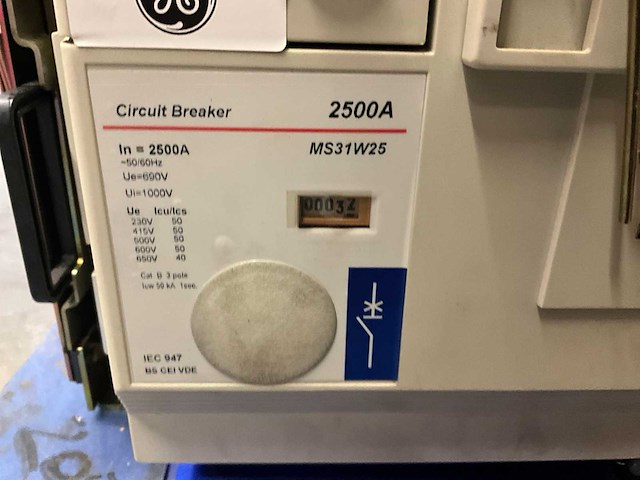 GE
Circuit Breaker 2500A
In = 2500A MS31W25
~50/60Hz
Ue=690V
Ui=1000V
Ue Icu/Ics
230V 50
415V 50
500V 50
600V 50
650V 40
Cat. B 3 pole
Icw 50 kA 1sec.
IEC 947
BS CEI VDE